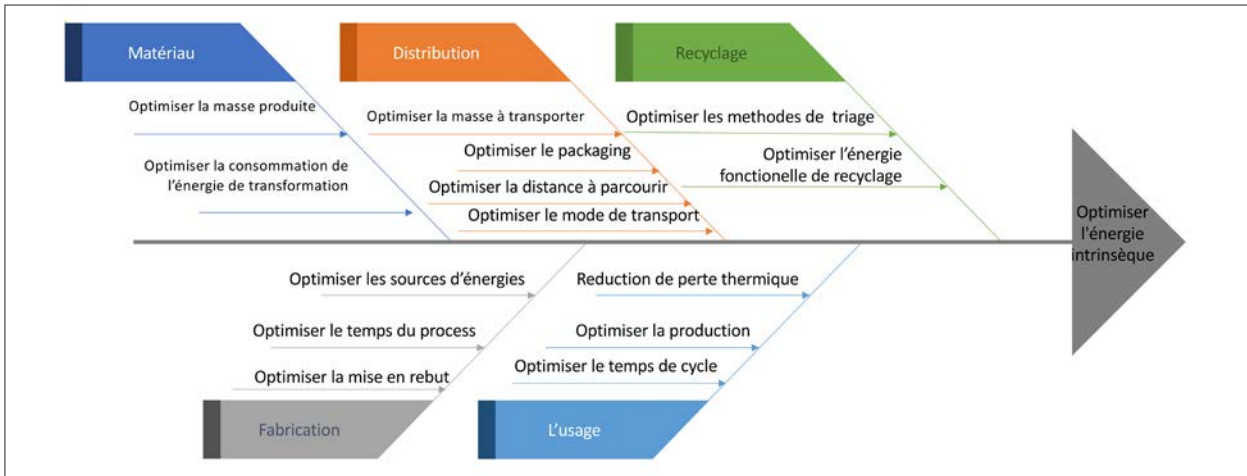 Matériau
Distribution
Recyclage
Optimiser la masse produite
Optimiser la consommation de
l'énergie de transformation
Optimiser la masse à transporter
Optimiser le packaging
Optimiser la distance à parcourir
Optimiser le mode de transport
Optimiser les methodes de triage
Optimiser l'énergie
fonctionelle de recyclage
Optimiser
l'énergie
intrinsèque
Optimiser les sources d'énergies
Optimiser le temps du process
Optimiser la mise en rebut
Reduction de perte thermique
Optimiser la production
Optimiser le temps de cycle
Fabrication
L'usage